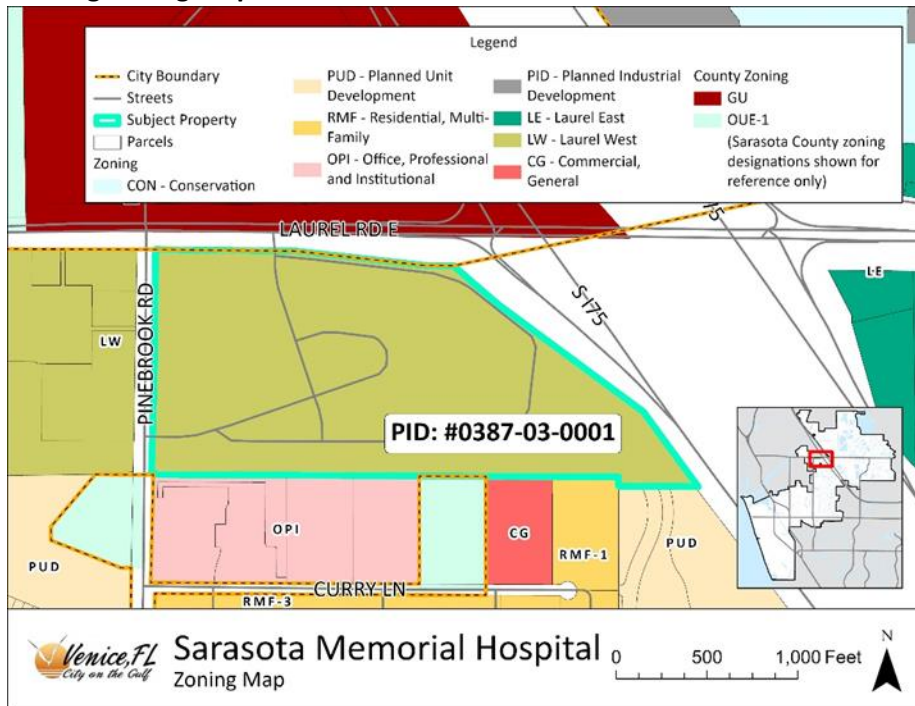 Legend
City Boundary
Streets
Subject Property
Parcels
Zoning
CON - Conservation
PUD - Planned Unit
Development
RMF - Residential, Multi-
Family
OPI - Office, Professional
and Institutional
PID - Planned Industrial
Development
LE - Laurel East
LW - Laurel West
CG - Commercial,
General
County Zoning
GU
OUE-1
(Sarasota County zoning
designations shown for
reference only)
LAUREL RD E
S I75
LE
LW
PINEBROOK RD
PID: #0387-03-0001
OPI
CG
RMF-1
PUD
PUD
CURRY LN
RMF-3
Venice, FL
City on the Gulf
Sarasota Memorial Hospital
Zoning Map
0 500 1,000 Feet
N